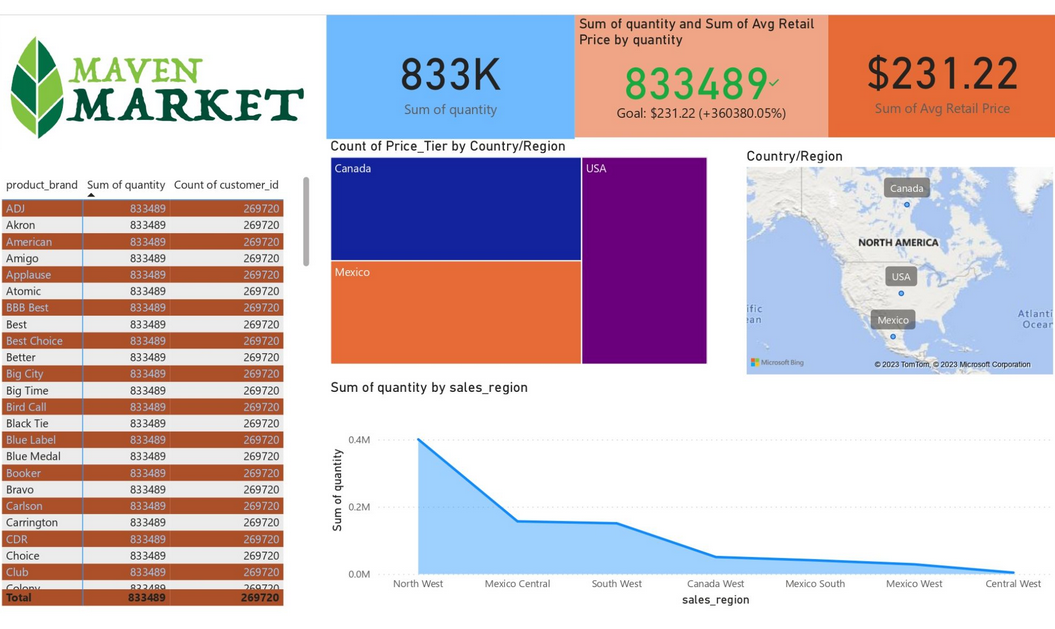 MAVEN
MARKET
833K
Sum of quantity
Sum of quantity and Sum of Avg Retail
Price by quantity
833489
Goal: $231.22 (+360380.05%)
$231.22
Sum of Avg Retail Price
product_brand Sum of quantity Count of customer_id
ADJ 833489 269720
Akron 833489 269720
American 833489 269720
Amigo 833489 269720
Applause 833489 269720
Atomic 833489 269720
BBB Best 833489 269720
Best 833489 269720
Best Choice 833489 269720
Better 833489 269720
Big City 833489 269720
Big Time 833489 269720
Bird Call 833489 269720
Black Tie 833489 269720
Blue Label 833489 269720
Blue Medal 833489 269720
Booker 833489 269720
Bravo 833489 269720
Carlson 833489 269720
Carrington 833489 269720
CDR 833489 269720
Choice 833489 269720
Club 833489 269720
Colony 833489 269720
Total 833489 269720
Count of Price_Tier by Country/Region
Canada
USA
Mexico
Country/Region
Canada
NORTH AMERICA
USA
Mexico
ific
ean
Atlanti
Ocear
Microsoft Bing
© 2023 TomTom, © 2023 Microsoft Corporation
Sum of quantity by sales_region
Sum of quantity
0.4M
0.2M
0.0M
North West Mexico Central South West Canada West Mexico South Mexico West Central West
sales_region